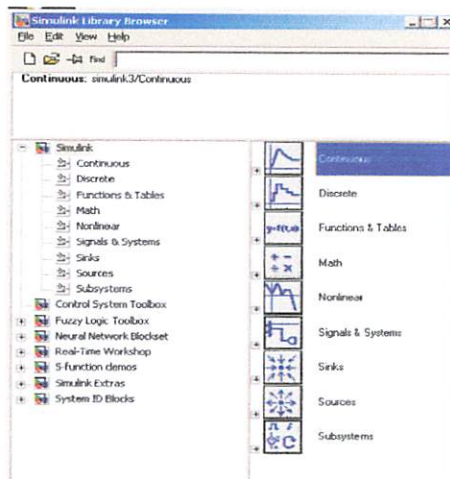 Simulink Library Browser
File Edit View Help
Find
Continuous: simulink3/Continuous
Simulink
Continuous
Discrete
Functions & Tables
Math
Nonlinear
Signals & Systems
Sinks
Sources
Subsystems
Control System Toolbox
Fuzzy Logic Toolbox
Neural Network Blockset
Real-Time Workshop
S-function demos
Simulink Extras
System ID Blocks
Continuous
Discrete
y=f(u)
Functions & Tables
+ −
÷ ×
Math
Nonlinear
Signals & Systems
Sinks
Sources
Subsystems